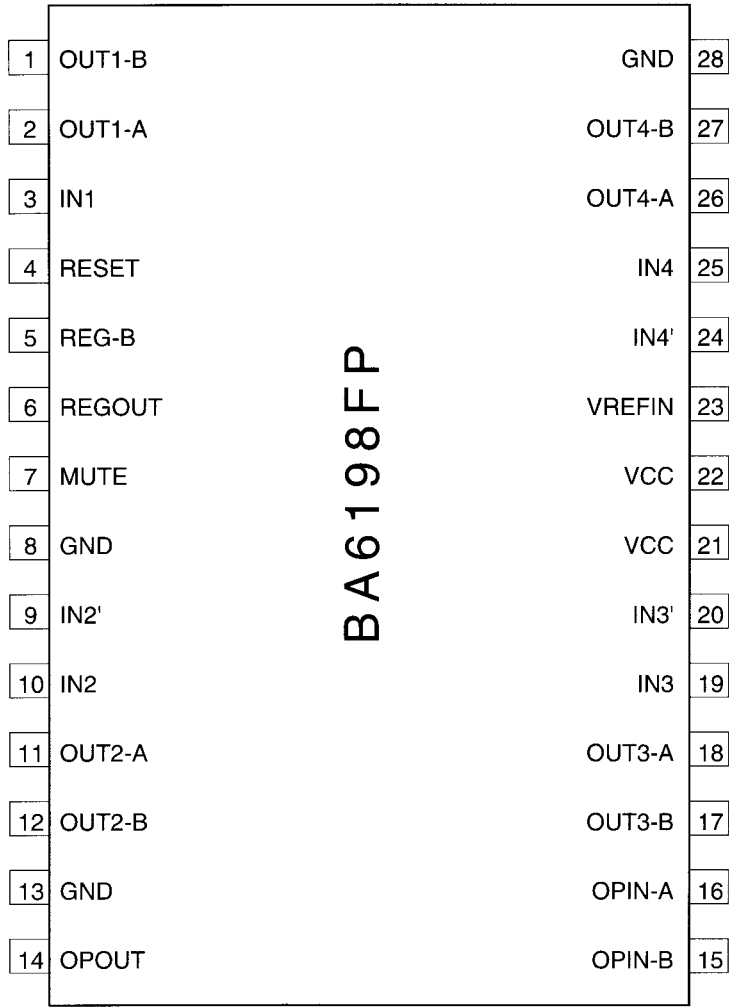 1 OUT1-B GND 28
2 OUT1-A OUT4-B 27
3 IN1 OUT4-A 26
4 RESET IN4 25
5 REG-B IN4' 24
6 REGOUT VREFIN 23
7 MUTE VCC 22
8 GND VCC 21
9 IN2' IN3' 20
10 IN2 IN3 19
11 OUT2-A OUT3-A 18
12 OUT2-B OUT3-B 17
13 GND OPIN-A 16
14 OPOUT OPIN-B 15
BA6198FP